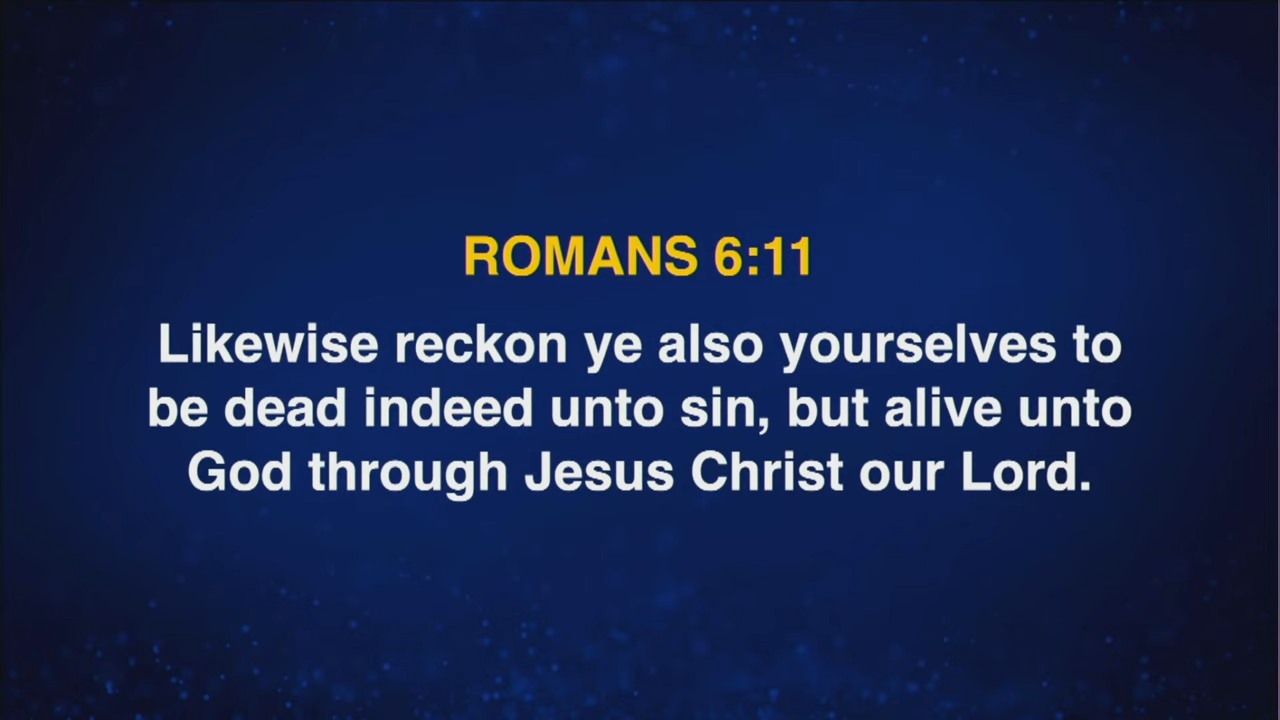 ROMANS 6:11
Likewise reckon ye also yourselves to
be dead indeed unto sin, but alive unto
God through Jesus Christ our Lord.